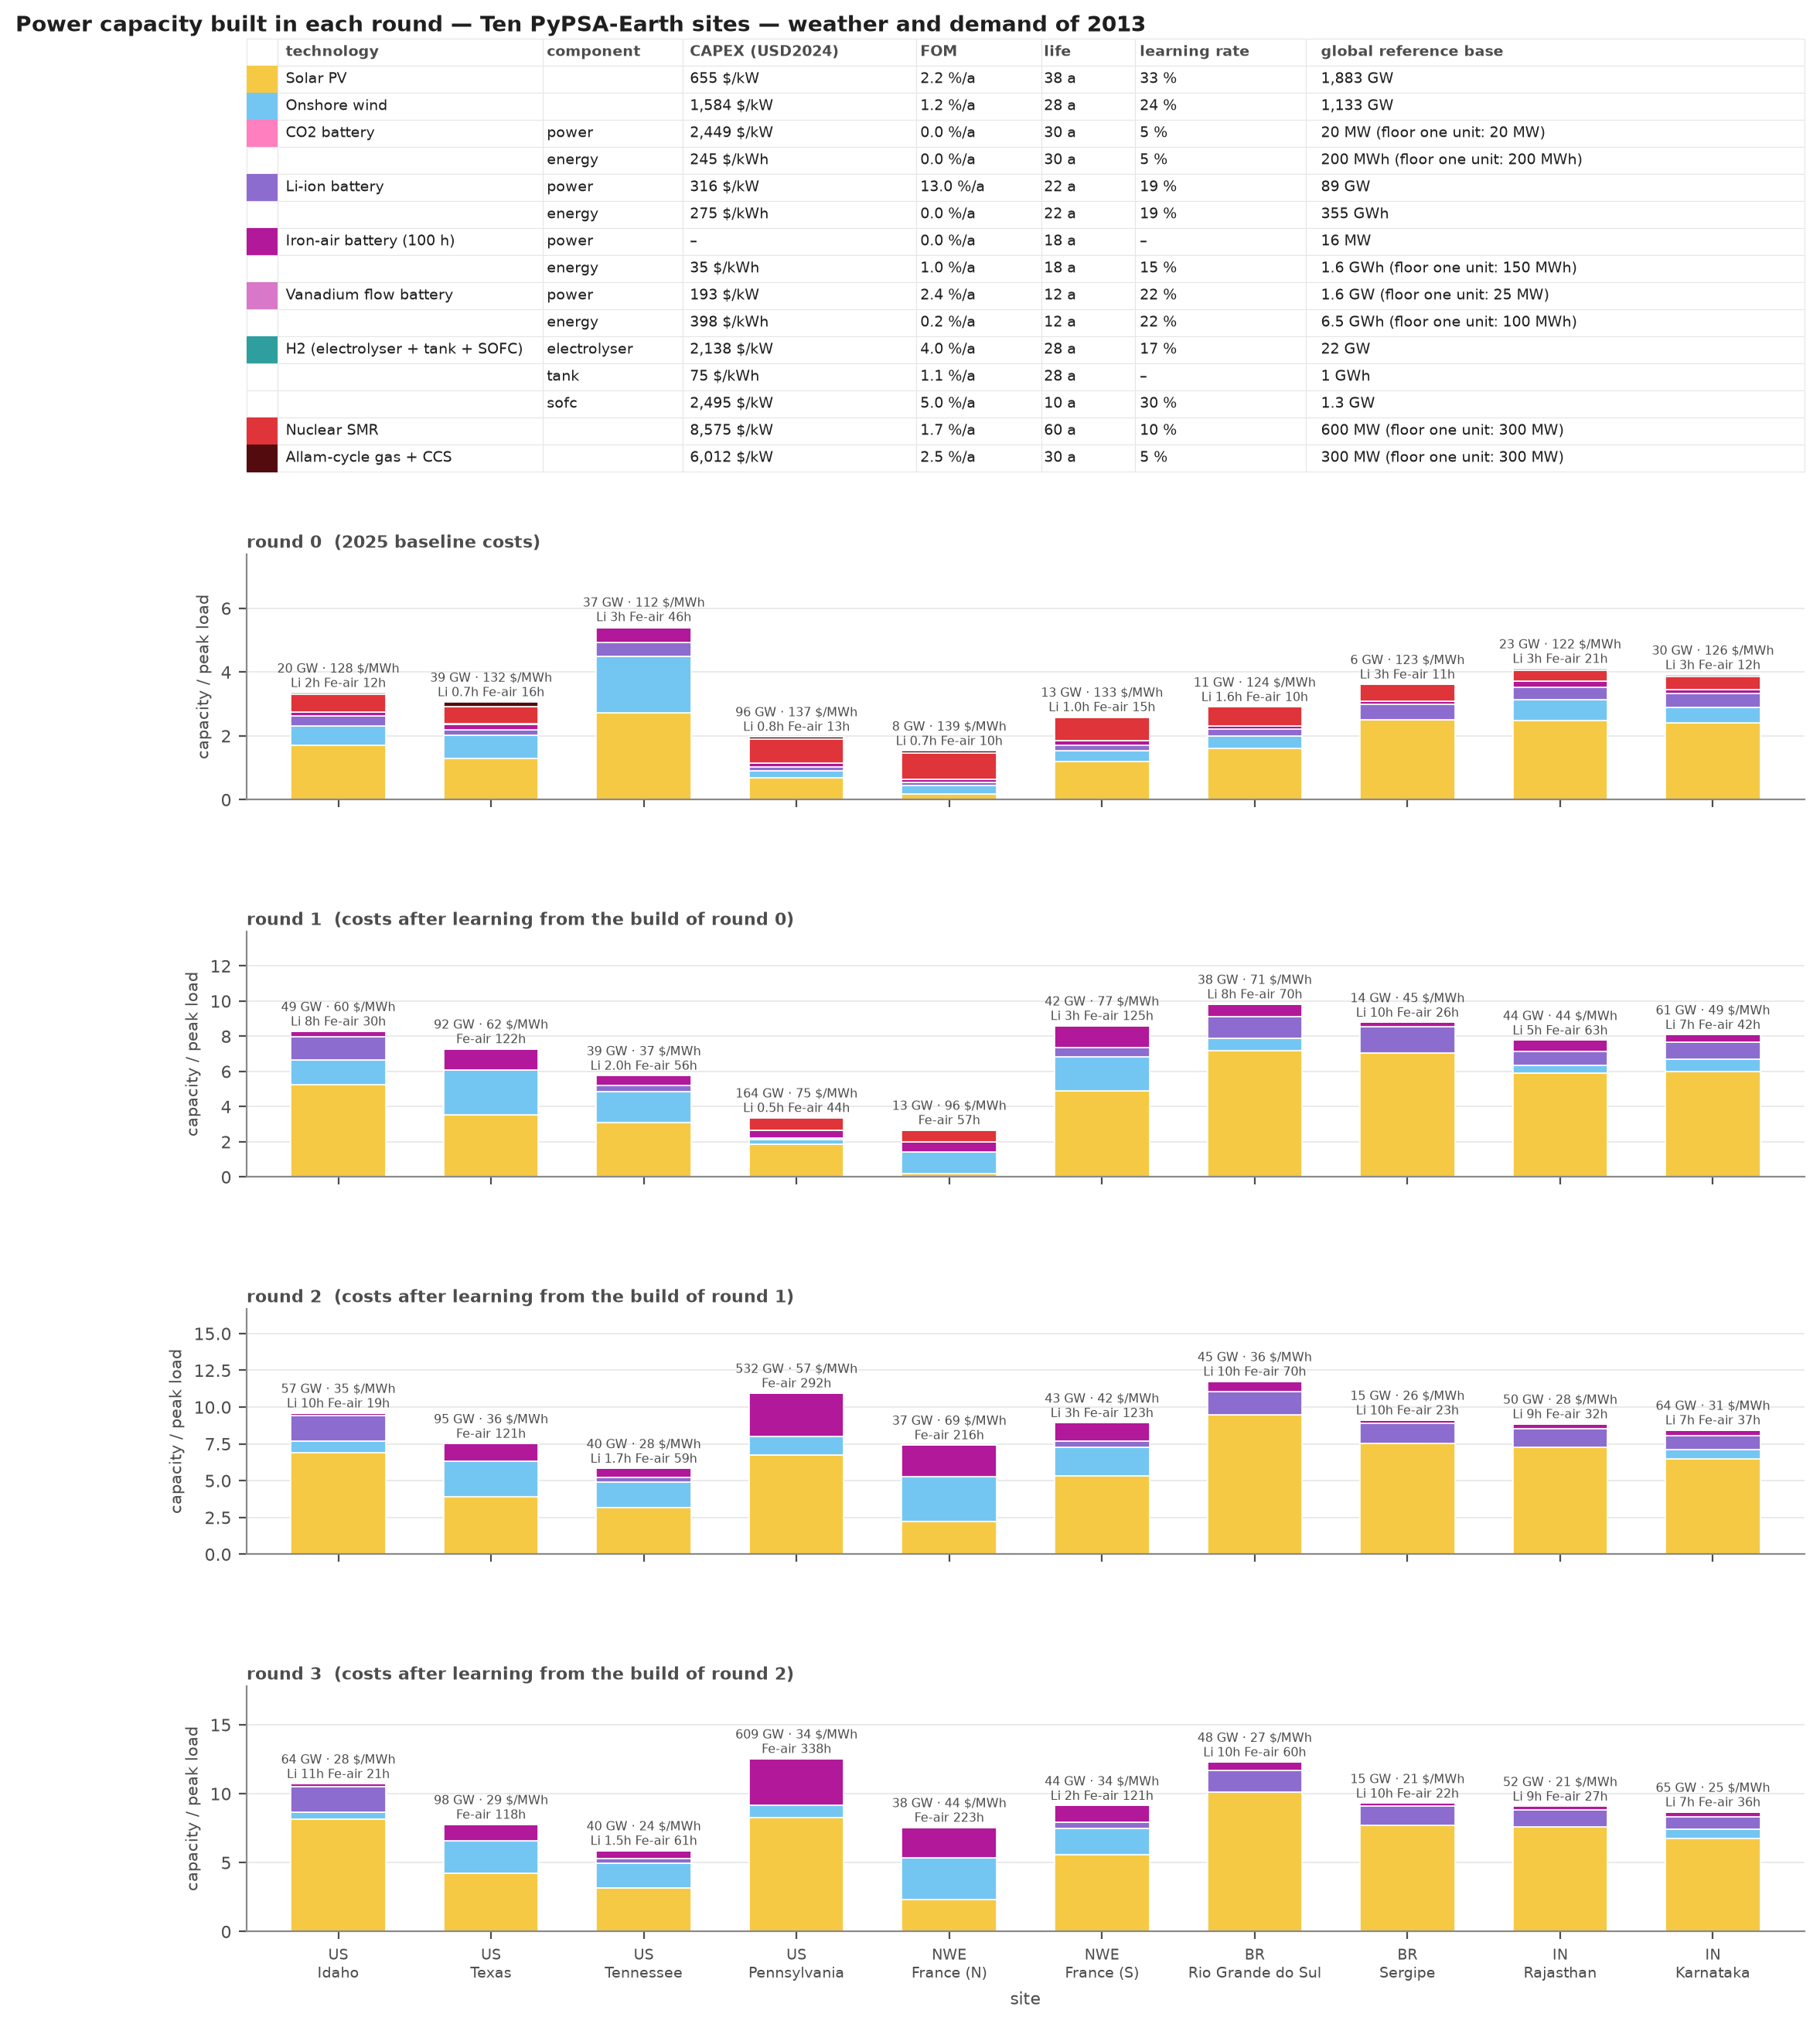 Power capacity built in each round — Ten PyPSA-Earth sites — weather and demand of 2013
technology component CAPEX (USD2024) FOM life learning rate global reference base
Solar PV 655 $/kW 2.2 %/a 38 a 33 % 1,883 GW
Onshore wind 1,584 $/kW 1.2 %/a 28 a 24 % 1,133 GW
CO2 battery power 2,449 $/kW 0.0 %/a 30 a 5 % 20 MW (floor one unit: 20 MW)
energy 245 $/kWh 0.0 %/a 30 a 5 % 200 MWh (floor one unit: 200 MWh)
Li-ion battery power 316 $/kW 13.0 %/a 22 a 19 % 89 GW
energy 275 $/kWh 0.0 %/a 22 a 19 % 355 GWh
Iron-air battery (100 h) power – 0.0 %/a 18 a – 16 MW
energy 35 $/kWh 1.0 %/a 18 a 15 % 1.6 GWh (floor one unit: 150 MWh)
Vanadium flow battery power 193 $/kW 2.4 %/a 12 a 22 % 1.6 GW (floor one unit: 25 MW)
energy 398 $/kWh 0.2 %/a 12 a 22 % 6.5 GWh (floor one unit: 100 MWh)
H2 (electrolyser + tank + SOFC) electrolyser 2,138 $/kW 4.0 %/a 28 a 17 % 22 GW
tank 75 $/kWh 1.1 %/a 28 a – 1 GWh
sofc 2,495 $/kW 5.0 %/a 10 a 30 % 1.3 GW
Nuclear SMR 8,575 $/kW 1.7 %/a 60 a 10 % 600 MW (floor one unit: 300 MW)
Allam-cycle gas + CCS 6,012 $/kW 2.5 %/a 30 a 5 % 300 MW (floor one unit: 300 MW)
round 0 (2025 baseline costs)
capacity / peak load
6
4
2
0
20 GW · 128 $/MWh
Li 2h Fe-air 12h
39 GW · 132 $/MWh
Li 0.7h Fe-air 16h
37 GW · 112 $/MWh
Li 3h Fe-air 46h
96 GW · 137 $/MWh
Li 0.8h Fe-air 13h
8 GW · 139 $/MWh
Li 0.7h Fe-air 10h
13 GW · 133 $/MWh
Li 1.0h Fe-air 15h
11 GW · 124 $/MWh
Li 1.6h Fe-air 10h
6 GW · 123 $/MWh
Li 3h Fe-air 11h
23 GW · 122 $/MWh
Li 3h Fe-air 21h
30 GW · 126 $/MWh
Li 3h Fe-air 12h
round 1 (costs after learning from the build of round 0)
capacity / peak load
12
10
8
6
4
2
0
49 GW · 60 $/MWh
Li 8h Fe-air 30h
92 GW · 62 $/MWh
Fe-air 122h
39 GW · 37 $/MWh
Li 2.0h Fe-air 56h
164 GW · 75 $/MWh
Li 0.5h Fe-air 44h
13 GW · 96 $/MWh
Fe-air 57h
42 GW · 77 $/MWh
Li 3h Fe-air 125h
38 GW · 71 $/MWh
Li 8h Fe-air 70h
14 GW · 45 $/MWh
Li 10h Fe-air 26h
44 GW · 44 $/MWh
Li 5h Fe-air 63h
61 GW · 49 $/MWh
Li 7h Fe-air 42h
round 2 (costs after learning from the build of round 1)
capacity / peak load
15.0
12.5
10.0
7.5
5.0
2.5
0.0
57 GW · 35 $/MWh
Li 10h Fe-air 19h
95 GW · 36 $/MWh
Fe-air 121h
40 GW · 28 $/MWh
Li 1.7h Fe-air 59h
532 GW · 57 $/MWh
Fe-air 292h
37 GW · 69 $/MWh
Fe-air 216h
43 GW · 42 $/MWh
Li 3h Fe-air 123h
45 GW · 36 $/MWh
Li 10h Fe-air 70h
15 GW · 26 $/MWh
Li 10h Fe-air 23h
50 GW · 28 $/MWh
Li 9h Fe-air 32h
64 GW · 31 $/MWh
Li 7h Fe-air 37h
round 3 (costs after learning from the build of round 2)
capacity / peak load
15
10
5
0
64 GW · 28 $/MWh
Li 11h Fe-air 21h
98 GW · 29 $/MWh
Fe-air 118h
40 GW · 24 $/MWh
Li 1.5h Fe-air 61h
609 GW · 34 $/MWh
Fe-air 338h
38 GW · 44 $/MWh
Fe-air 223h
44 GW · 34 $/MWh
Li 2h Fe-air 121h
48 GW · 27 $/MWh
Li 10h Fe-air 60h
15 GW · 21 $/MWh
Li 10h Fe-air 22h
52 GW · 21 $/MWh
Li 9h Fe-air 27h
65 GW · 25 $/MWh
Li 7h Fe-air 36h
US
Idaho
US
Texas
US
Tennessee
US
Pennsylvania
NWE
France (N)
NWE
France (S)
BR
Rio Grande do Sul
BR
Sergipe
IN
Rajasthan
IN
Karnataka
site